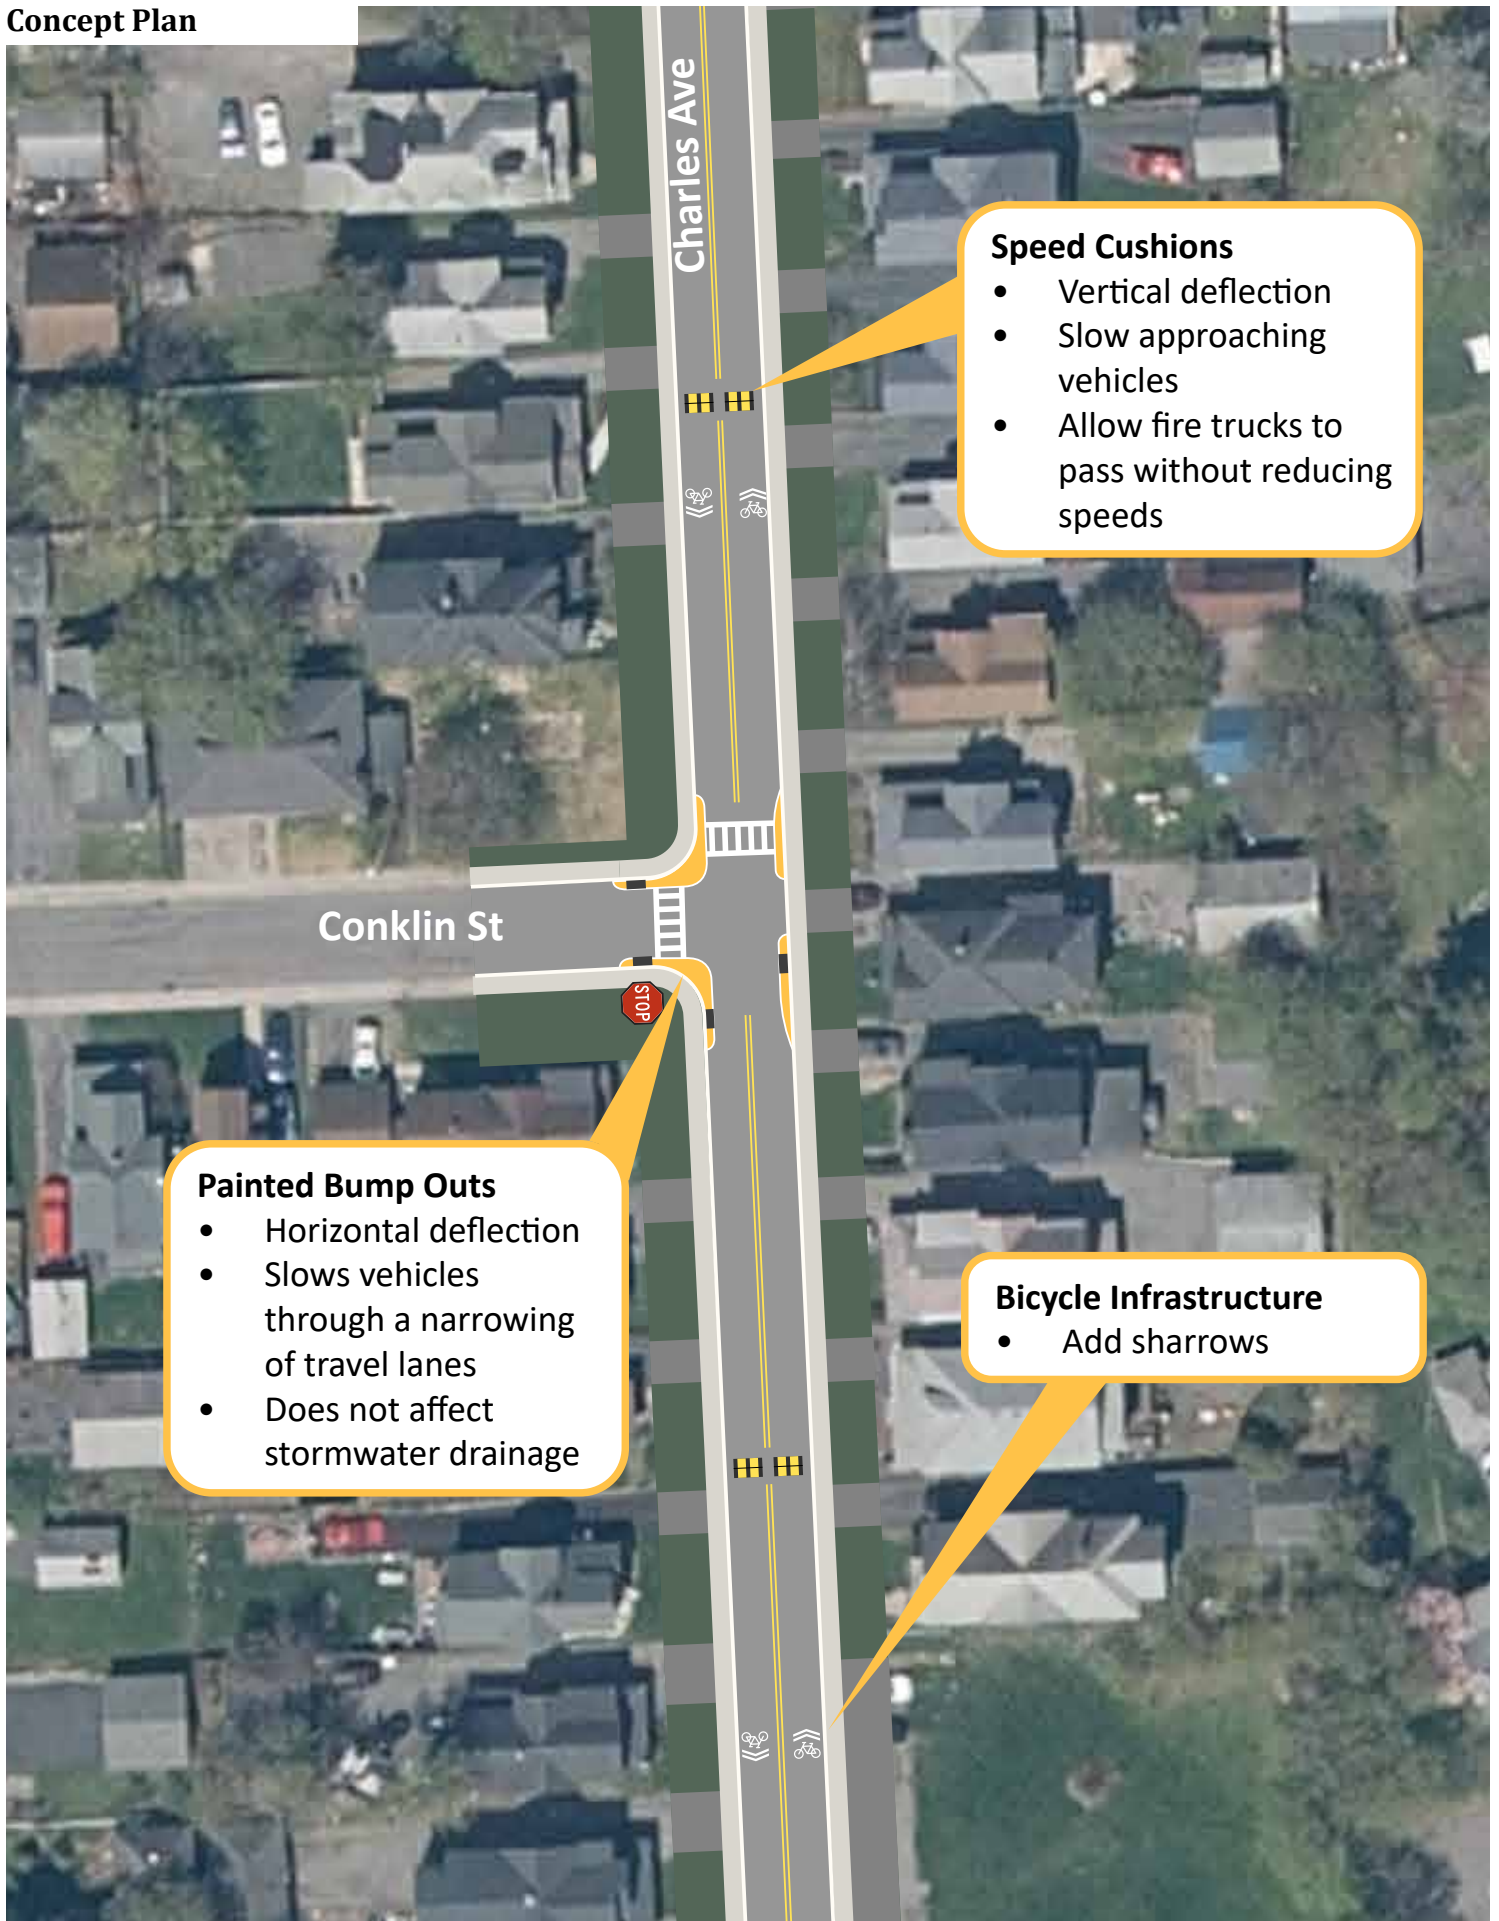 Concept Plan
Charles Ave
Speed Cushions
• Vertical deflection
• Slow approaching
vehicles
• Allow fire trucks to
pass without reducing
speeds
Conklin St
STOP
Painted Bump Outs
• Horizontal deflection
• Slows vehicles
through a narrowing
of travel lanes
• Does not affect
stormwater drainage
Bicycle Infrastructure
• Add sharrows